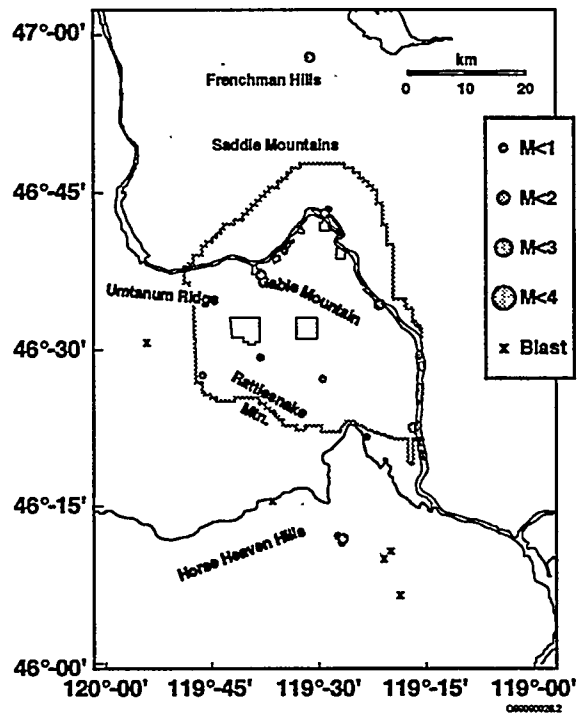 47°-00'
km
0 10 20
Frenchman Hills
Saddle Mountains
M<1
M<2
M<3
M<4
x Blast
46°-45'
Umtanum Ridge
Gable Mountain
46°-30'
Rattlesnake
Mtn.
46°-15'
Horse Heaven Hills
46°-00'
120°-00' 119°-45' 119°-30' 119°-15' 119°-00'